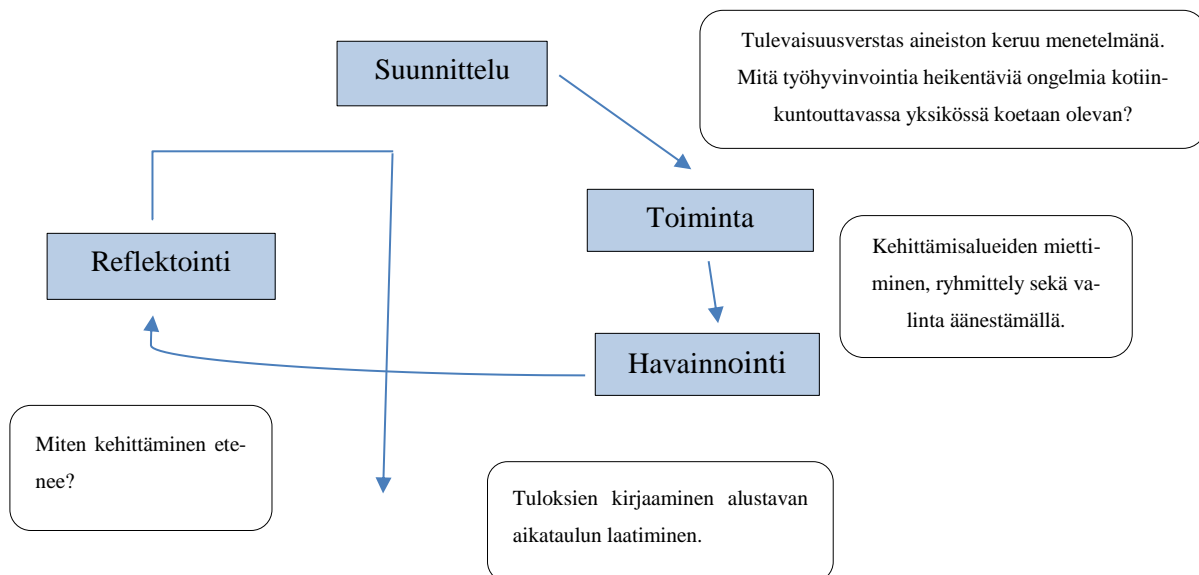 Suunnittelu
Tulevaisuusverstas aineiston keruu menetelmänä.
Mitä työhyvinvointia heikentäviä ongelmia kotiin-
kuntouttavassa yksikössä koetaan olevan?
Toiminta
Kehittämisalueiden mietti-
minen, ryhmittely sekä va-
linta äänestämällä.
Reflektointi
Havainnointi
Miten kehittäminen ete-
nee?
Tuloksien kirjaaminen alustavan
aikataulun laatiminen.